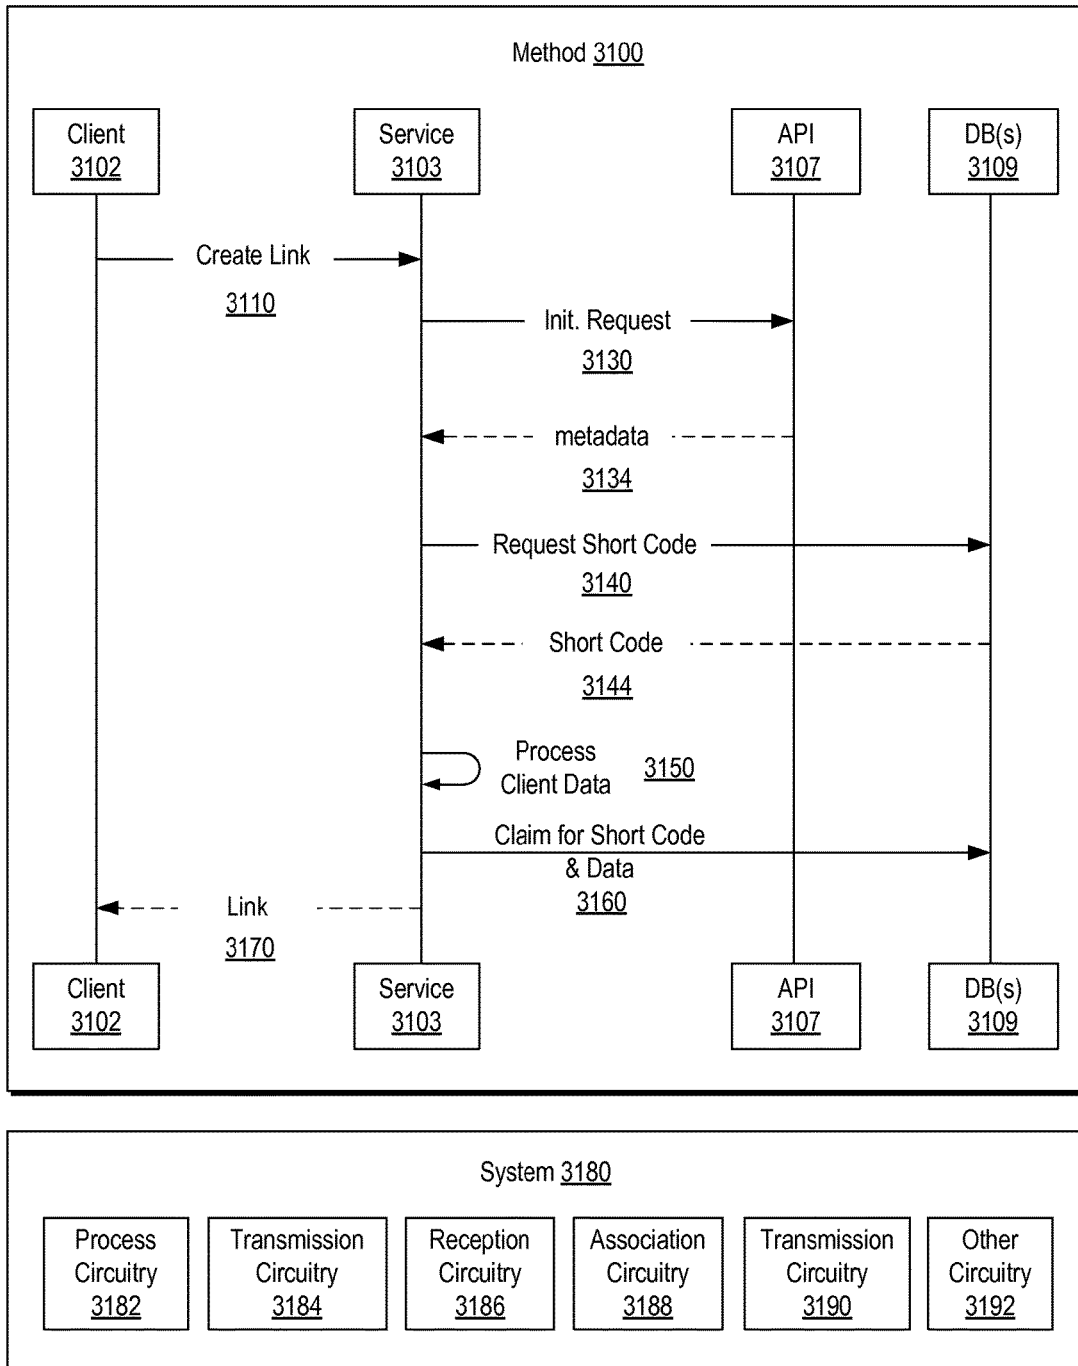 Method 3100
Client
3102
Service
3103
API
3107
DB(s)
3109
Create Link
3110
Init. Request
3130
metadata
3134
Request Short Code
3140
Short Code
3144
Process
Client Data
3150
Claim for Short Code
& Data
3160
Link
3170
Client
3102
Service
3103
API
3107
DB(s)
3109
System 3180
Process
Circuitry
3182
Transmission
Circuitry
3184
Reception
Circuitry
3186
Association
Circuitry
3188
Transmission
Circuitry
3190
Other
Circuitry
3192